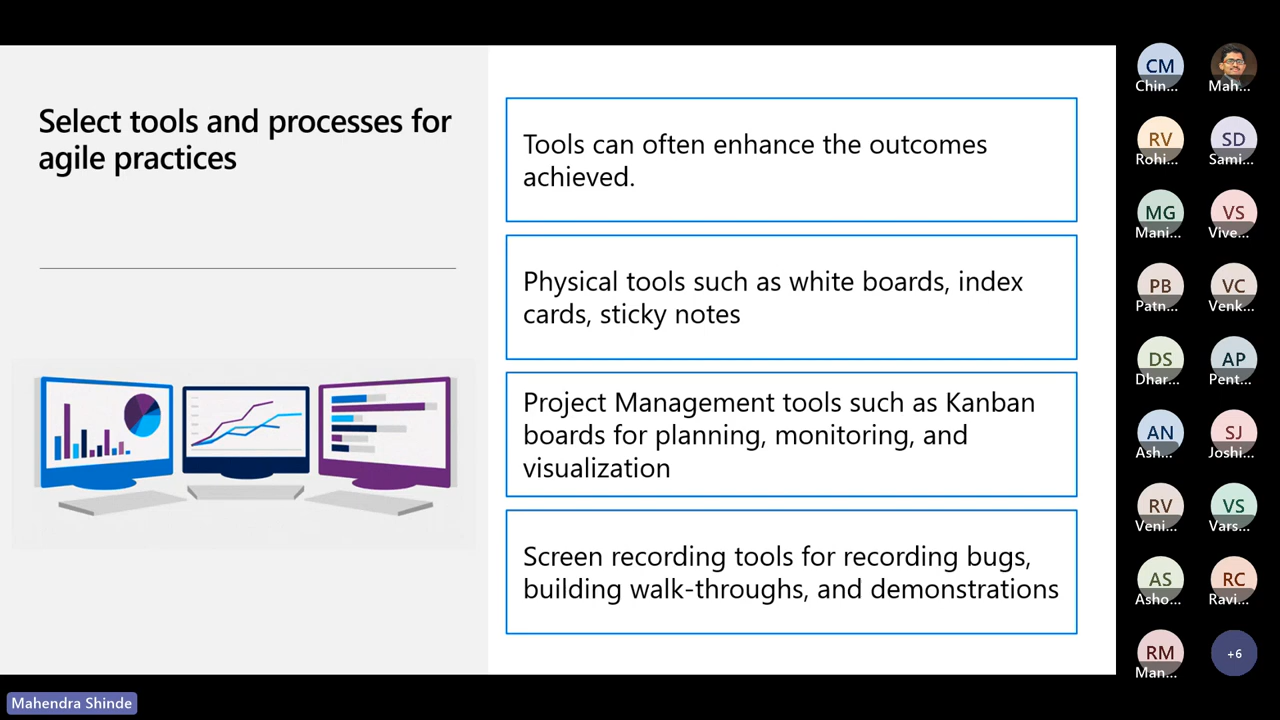 Select tools and processes for
agile practices
Tools can often enhance the outcomes
achieved.
Physical tools such as white boards, index
cards, sticky notes
Project Management tools such as Kanban
boards for planning, monitoring, and
visualization
Screen recording tools for recording bugs,
building walk-throughs, and demonstrations
CM
Chin...
Mah...
RV
Rohi...
SD
Sami...
MG
Mani...
VS
Vive...
PB
Patn...
VC
Venk...
DS
Dhar...
AP
Pent...
AN
Ash...
SJ
Joshi...
RV
Veni...
VS
Vars...
AS
Asho...
RC
Ravi...
RM
Man...
+6
Mahendra Shinde